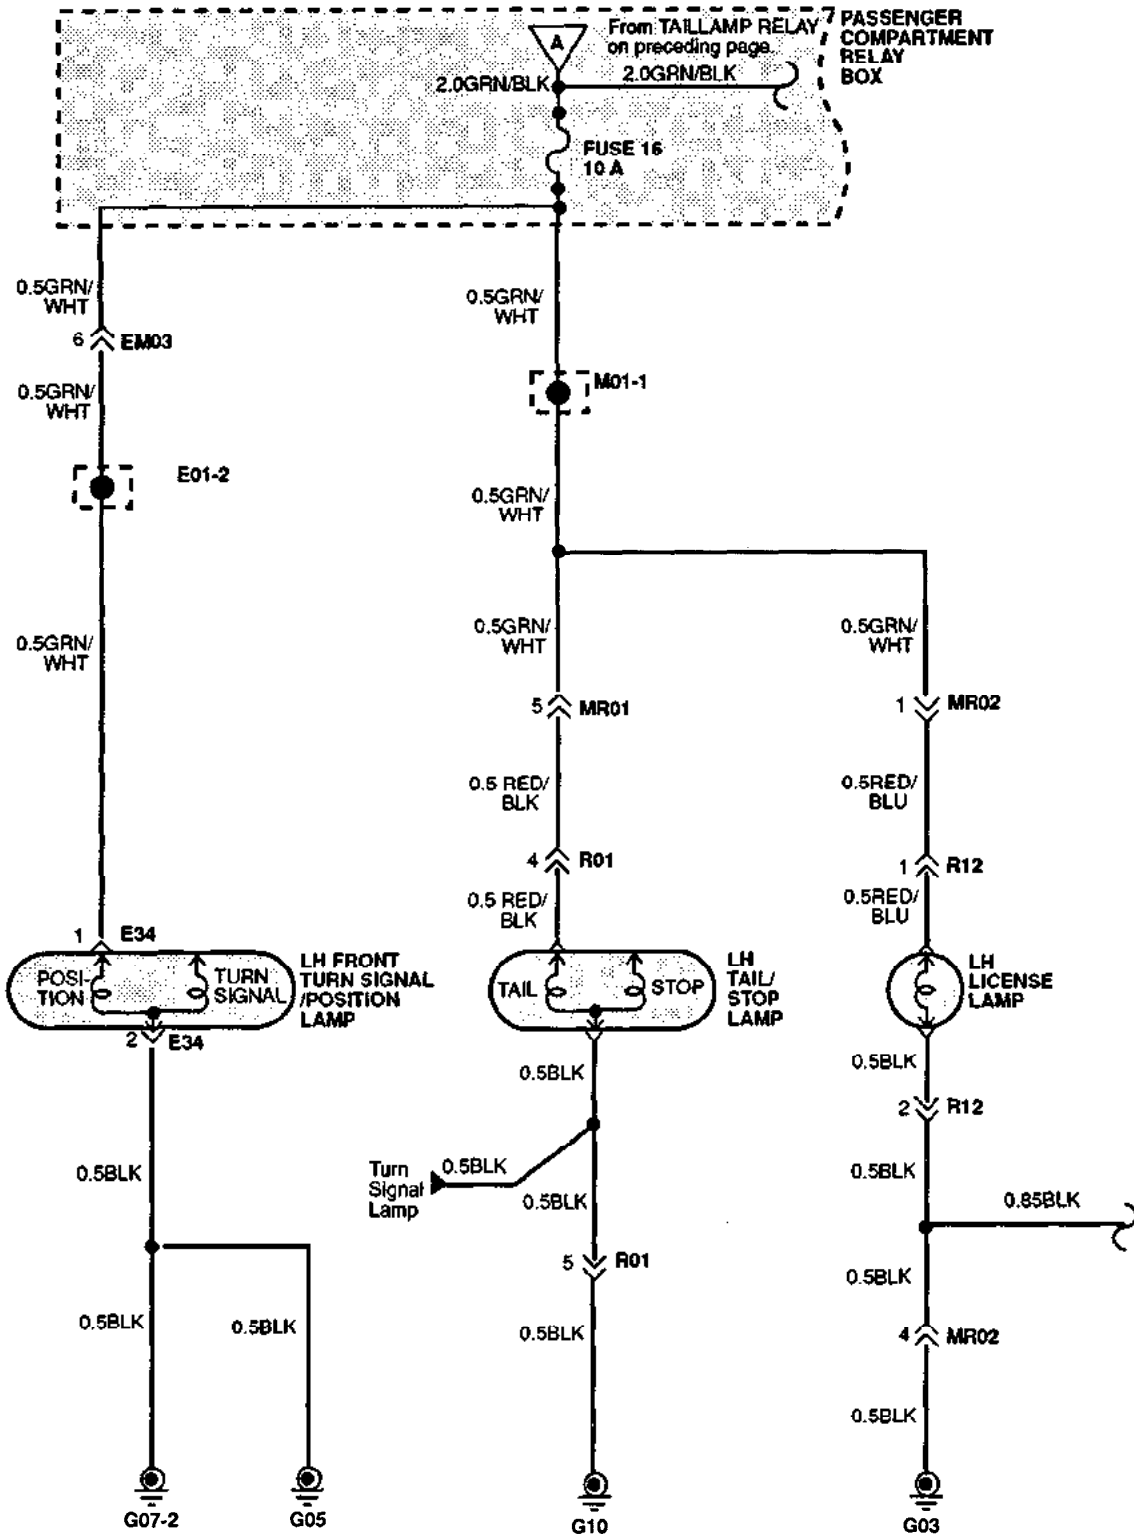 From TAILLAMP RELAY
on preceding page.
PASSENGER
COMPARTMENT
RELAY
BOX
A
2.0GRN/BLK
2.0GRN/BLK
FUSE 16
10 A
0.5GRN/
WHT
0.5GRN/
WHT
6
EM03
0.5GRN/
WHT
M01-1
E01-2
0.5GRN/
WHT
0.5GRN/
WHT
0.5GRN/
WHT
0.5GRN/
WHT
5
MR01
1
MR02
0.5 RED/
BLK
0.5RED/
BLU
4
R01
1
R12
0.5 RED/
BLK
0.5RED/
BLU
1
E34
POSI-
TION
TURN
SIGNAL
LH FRONT
TURN SIGNAL
/POSITION
LAMP
TAIL
STOP
LH
TAIL/
STOP
LAMP
LH
LICENSE
LAMP
2
E34
0.5BLK
0.5BLK
2
R12
0.5BLK
Turn
Signal
Lamp
0.5BLK
0.5BLK
0.5BLK
0.85BLK
5
R01
0.5BLK
0.5BLK
0.5BLK
0.5BLK
4
MR02
0.5BLK
G07-2
G05
G10
G03